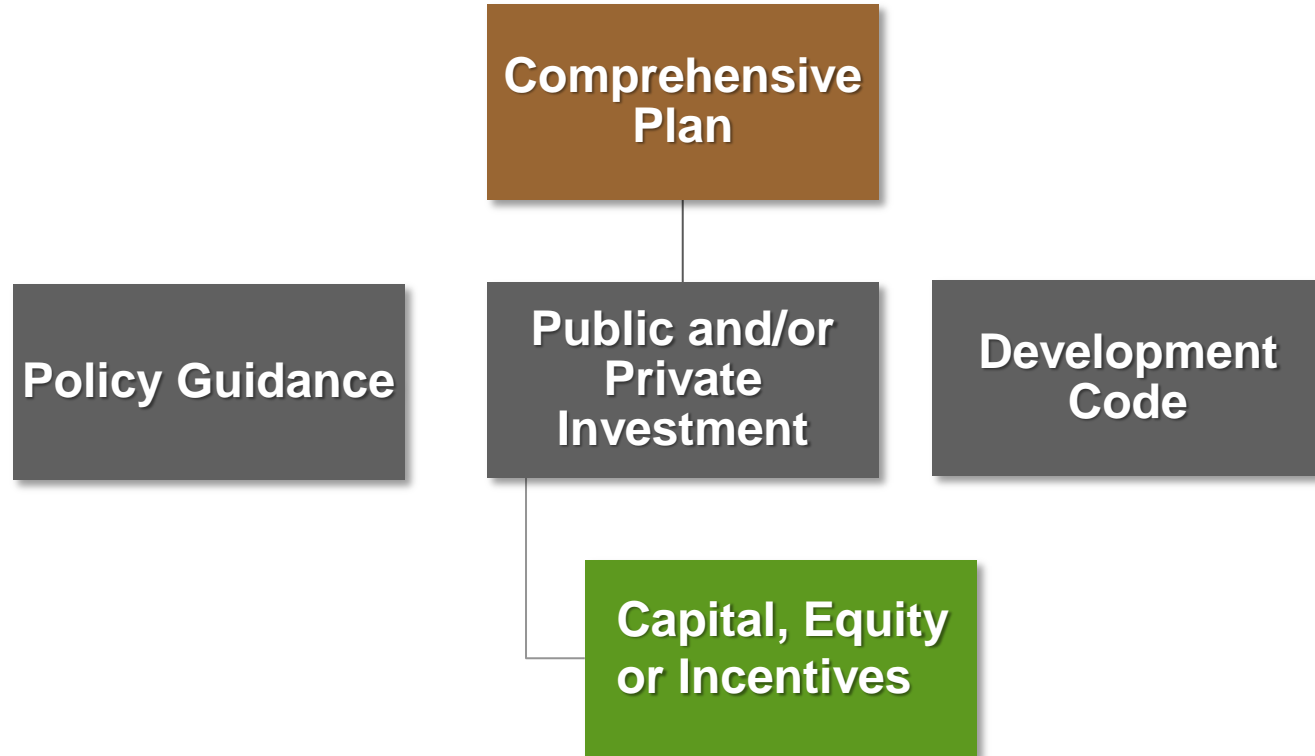 Comprehensive
Plan
Policy Guidance
Public and/or
Private
Investment
Development
Code
Capital, Equity
or Incentives